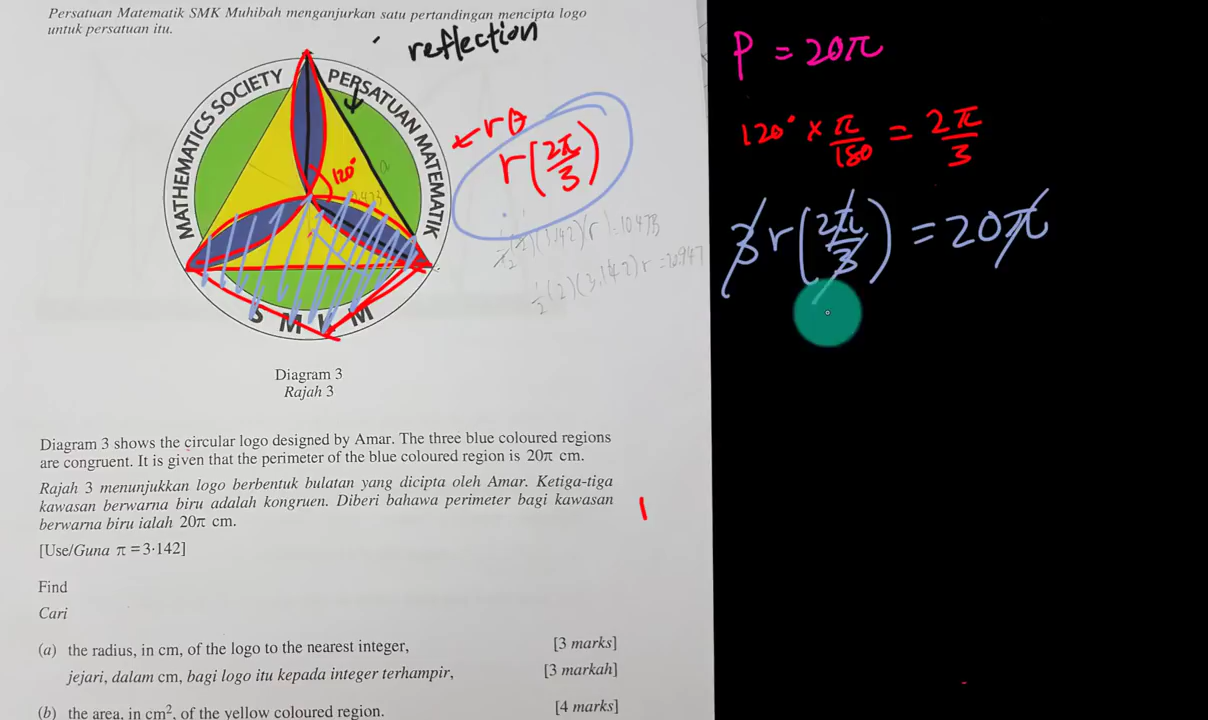 Persatuan Matematik SMK Muhibah menganjurkan satu pertandingan mencipta logo
untuk persatuan itu.
reflection
MATHEMATICS SOCIETY
PERSATUAN MATEMATIK
SMKM
120°
rθ
r(2π/3)
Diagram 3
Rajah 3
Diagram 3 shows the circular logo designed by Amar. The three blue coloured regions
are congruent. It is given that the perimeter of the blue coloured region is 20π cm.
Rajah 3 menunjukkan logo berbentuk bulatan yang dicipta oleh Amar. Ketiga-tiga
kawasan berwarna biru adalah kongruen. Diberi bahawa perimeter bagi kawasan
berwarna biru ialah 20π cm.
[Use/Guna π = 3·142]
Find
Cari
(a) the radius, in cm, of the logo to the nearest integer, [3 marks]
jejari, dalam cm, bagi logo itu kepada integer terhampir, [3 markah]
(b) the area, in cm², of the yellow coloured region. [4 marks]
P = 20π
120° × π/180 = 2π/3
3r(2π/3) = 20π